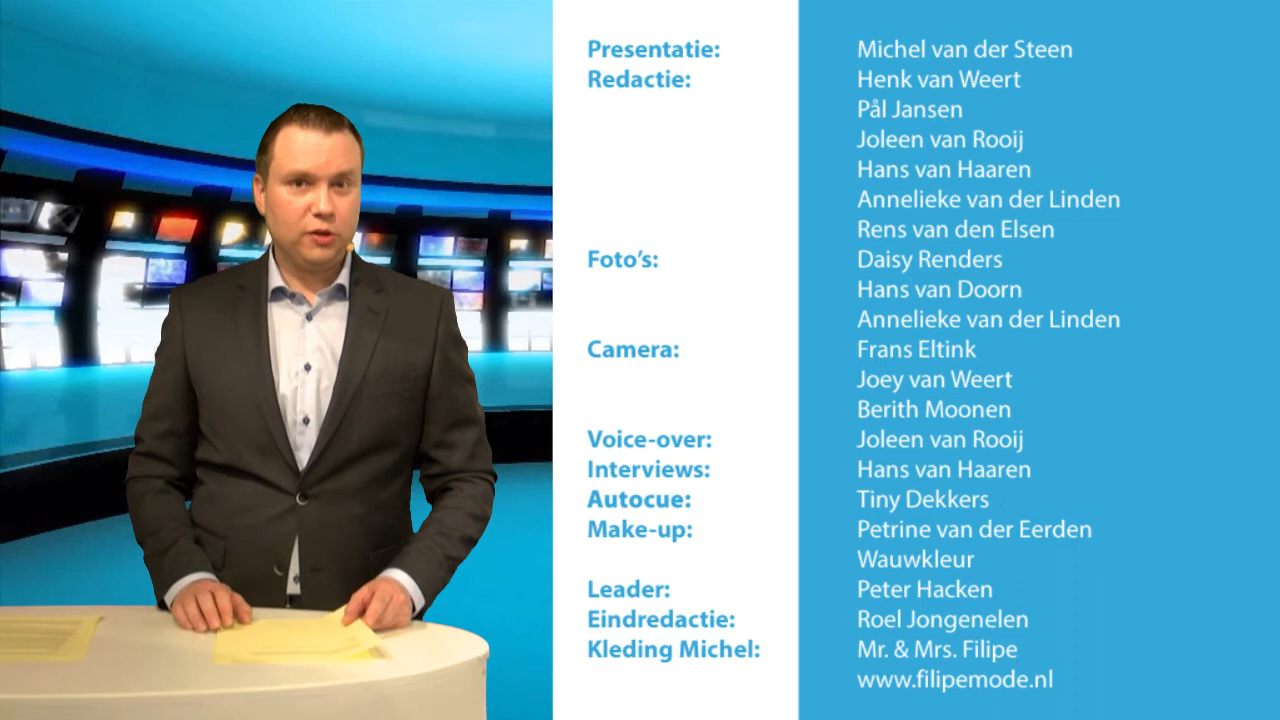 Presentatie: Michel van der Steen
Redactie: Henk van Weert
Pål Jansen
Joleen van Rooij
Hans van Haaren
Annelieke van der Linden
Rens van den Elsen
Foto's: Daisy Renders
Hans van Doorn
Annelieke van der Linden
Camera: Frans Eltink
Joey van Weert
Berith Moonen
Voice-over: Joleen van Rooij
Interviews: Hans van Haaren
Autocue: Tiny Dekkers
Make-up: Petrine van der Eerden
Wauwkleur
Leader: Peter Hacken
Eindredactie: Roel Jongenelen
Kleding Michel: Mr. & Mrs. Filipe
www.filipemode.nl